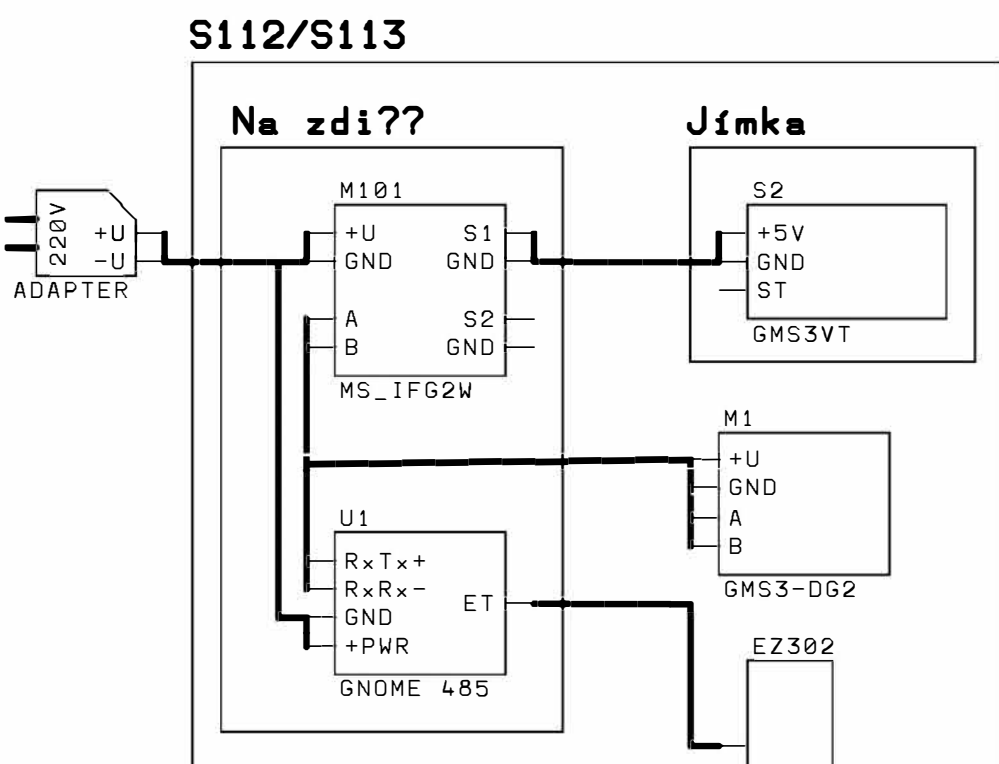 S112/S113
Na zdi??
Jímka
M101
S2
220V
+U
-U
ADAPTER
+U
S1
GND
GND
A
S2
B
GND
MS_IFG2W
+5V
GND
ST
GMS3VT
M1
+U
GND
A
B
GMS3-DG2
U1
RxTx+
RxRx-
GND
+PWR
ET
GNOME 485
EZ302